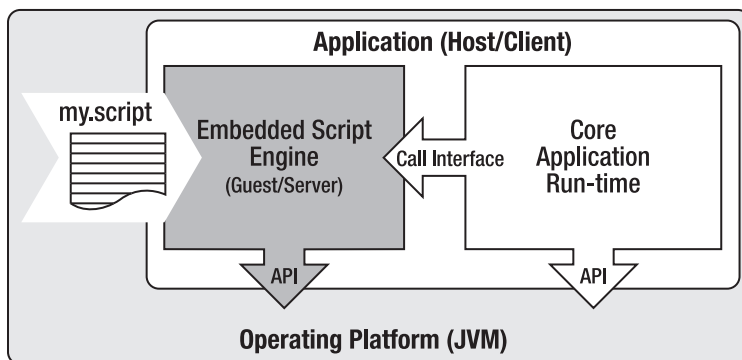 Application (Host/Client)
my.script
Embedded Script
Engine
(Guest/Server)
Call Interface
Core
Application
Run-time
API
API
Operating Platform (JVM)